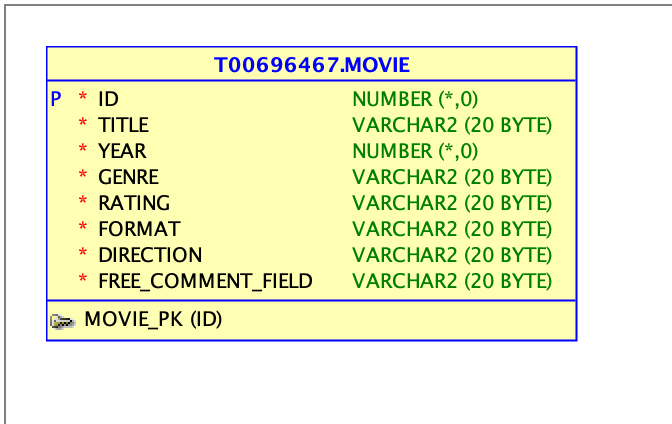 T00696467.MOVIE
P * ID NUMBER (*,0)
* TITLE VARCHAR2 (20 BYTE)
* YEAR NUMBER (*,0)
* GENRE VARCHAR2 (20 BYTE)
* RATING VARCHAR2 (20 BYTE)
* FORMAT VARCHAR2 (20 BYTE)
* DIRECTION VARCHAR2 (20 BYTE)
* FREE_COMMENT_FIELD VARCHAR2 (20 BYTE)
MOVIE_PK (ID)